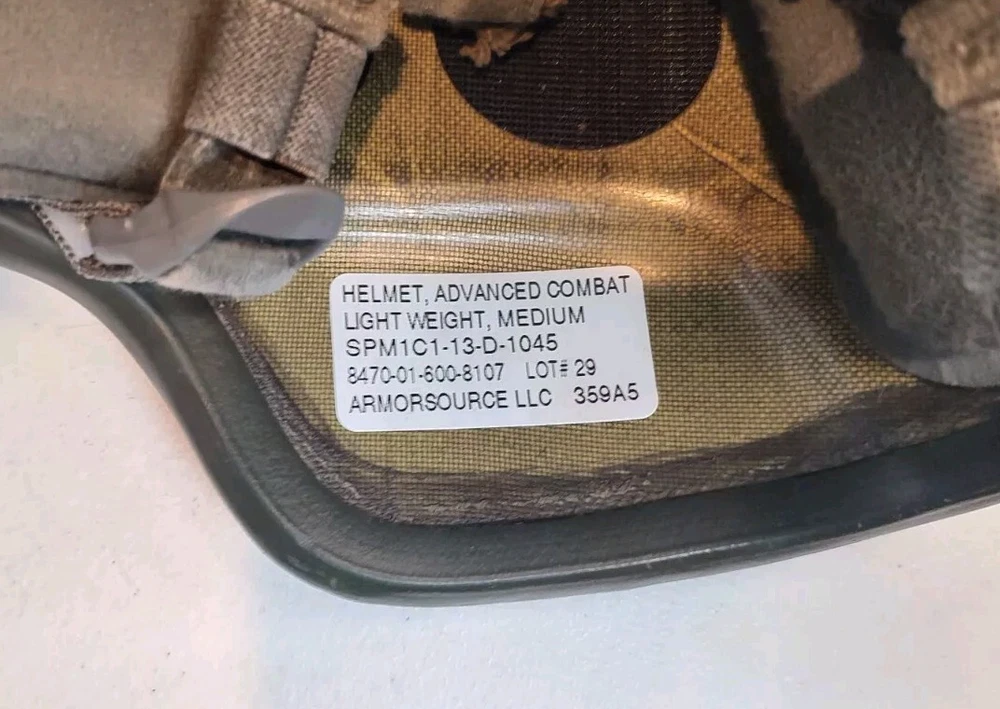 HELMET, ADVANCED COMBAT
LIGHT WEIGHT, MEDIUM
SPM1C1-13-D-1045
8470-01-600-8107 LOT# 29
ARMORSOURCE LLC 359A5